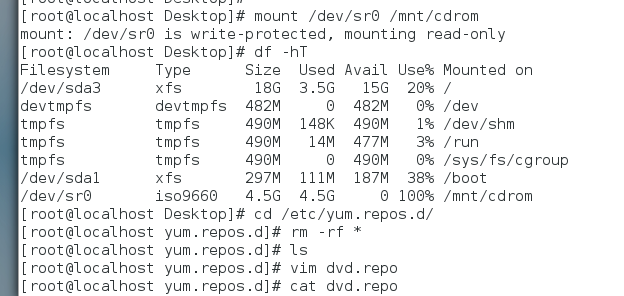 [root@localhost Desktop]#
[root@localhost Desktop]# mount /dev/sr0 /mnt/cdrom
mount: /dev/sr0 is write-protected, mounting read-only
[root@localhost Desktop]# df -hT
Filesystem     Type      Size  Used Avail Use% Mounted on
/dev/sda3      xfs        18G  3.5G   15G  20% /
devtmpfs       devtmpfs  482M     0  482M   0% /dev
tmpfs          tmpfs     490M  148K  490M   1% /dev/shm
tmpfs          tmpfs     490M   14M  477M   3% /run
tmpfs          tmpfs     490M     0  490M   0% /sys/fs/cgroup
/dev/sda1      xfs       297M  111M  187M  38% /boot
/dev/sr0       iso9660   4.5G  4.5G     0 100% /mnt/cdrom
[root@localhost Desktop]# cd /etc/yum.repos.d/
[root@localhost yum.repos.d]# rm -rf *
[root@localhost yum.repos.d]# ls
[root@localhost yum.repos.d]# vim dvd.repo
[root@localhost yum.repos.d]# cat dvd.repo